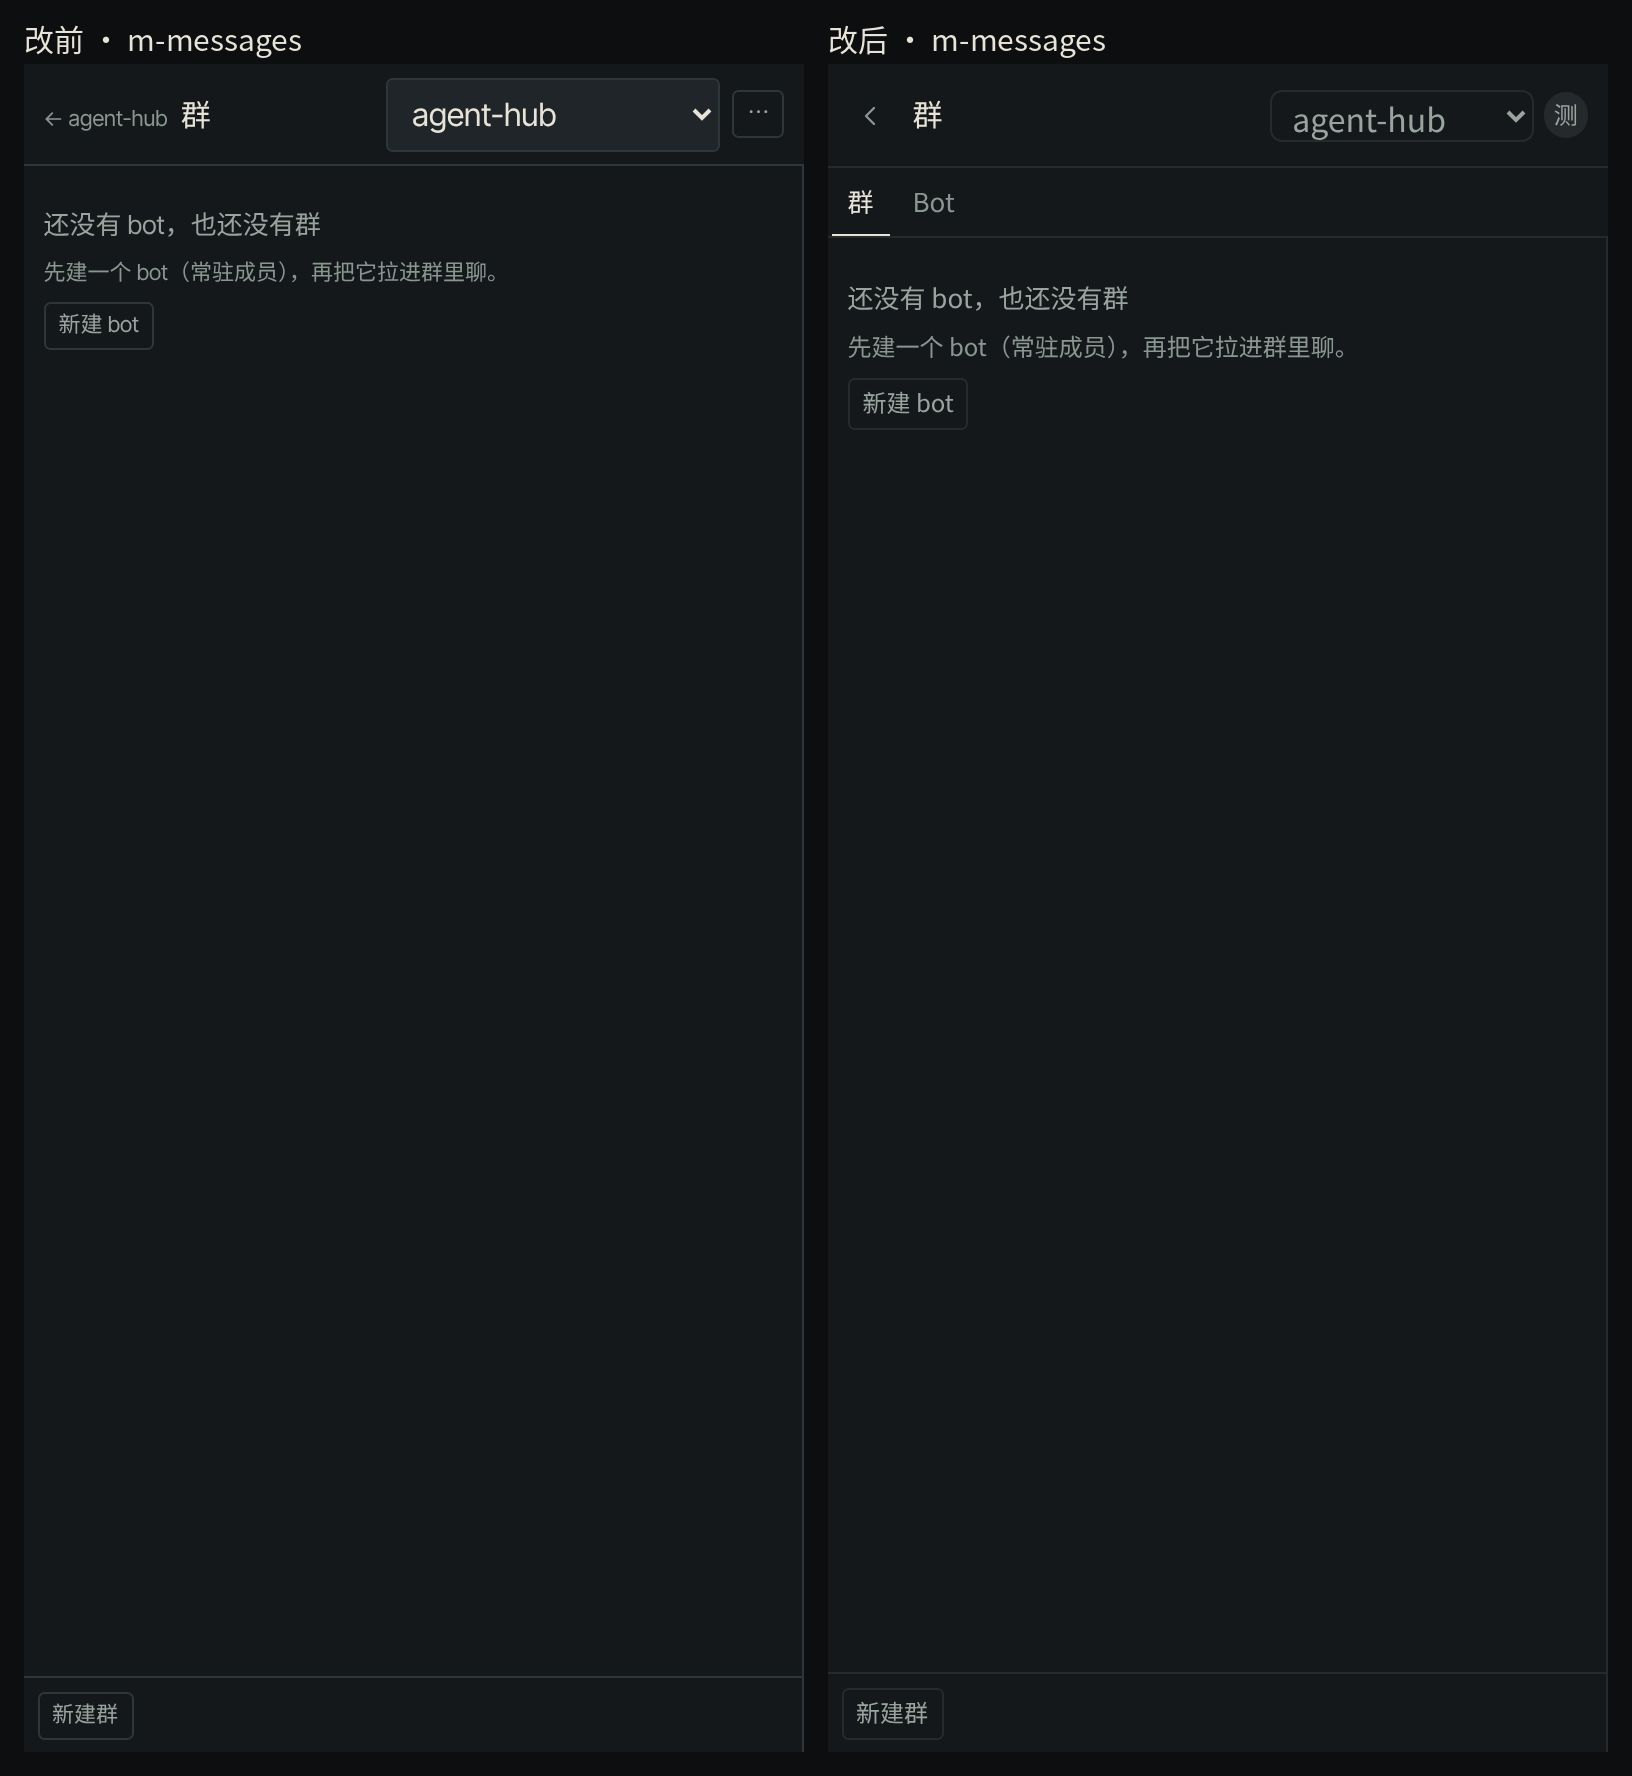 改前 · m-messages
← agent-hub 群 agent-hub ···
还没有 bot，也还没有群
先建一个 bot（常驻成员），再把它拉进群里聊。
新建 bot
新建群
改后 · m-messages
群 agent-hub 测
群 Bot
还没有 bot，也还没有群
先建一个 bot（常驻成员），再把它拉进群里聊。
新建 bot
新建群